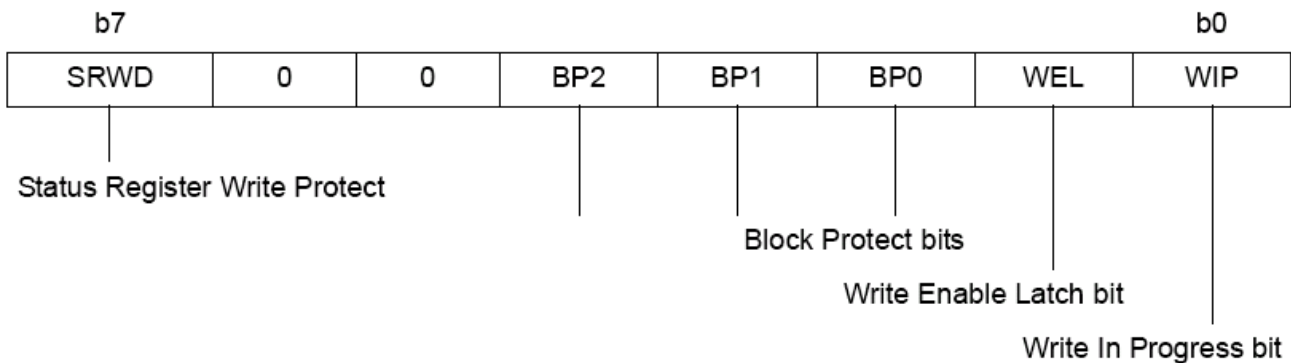 b7 b0
SRWD 0 0 BP2 BP1 BP0 WEL WIP
Status Register Write Protect
Block Protect bits
Write Enable Latch bit
Write In Progress bit